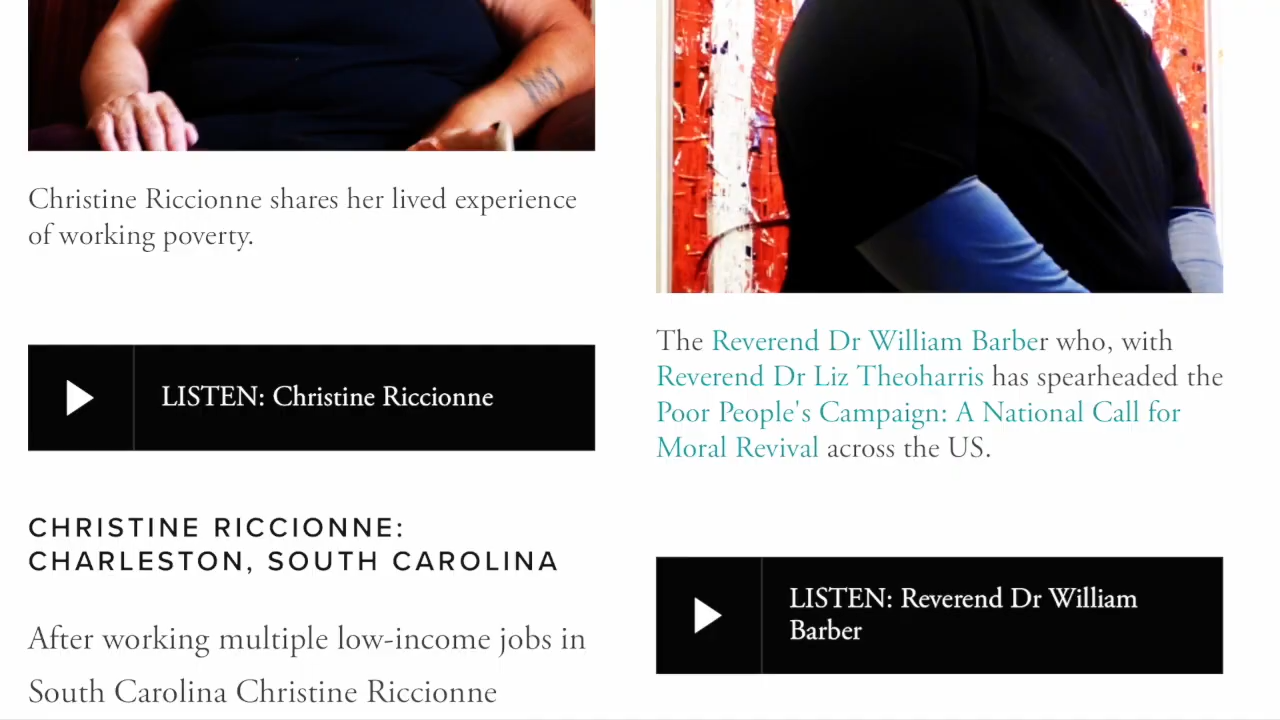 Christine Riccionne shares her lived experience
of working poverty.
LISTEN: Christine Riccionne
CHRISTINE RICCIONNE:
CHARLESTON, SOUTH CAROLINA
After working multiple low-income jobs in
South Carolina Christine Riccionne
The Reverend Dr William Barber who, with
Reverend Dr Liz Theoharris has spearheaded the
Poor People's Campaign: A National Call for
Moral Revival across the US.
LISTEN: Reverend Dr William
Barber